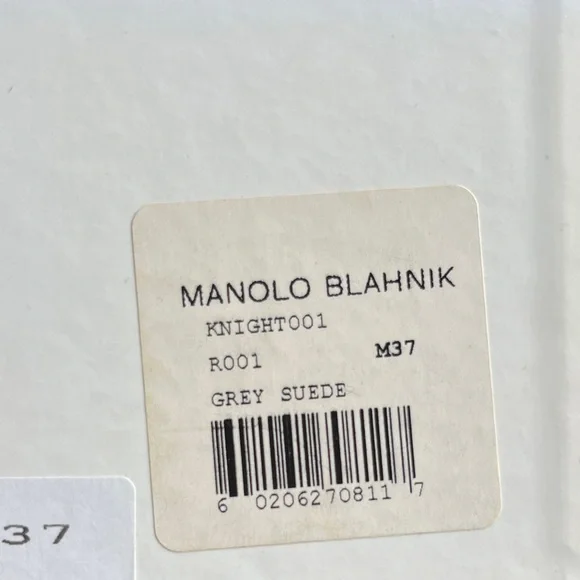 MANOLO BLAHNIK
KNIGHT001
R001 M37
GREY SUEDE
6 0206270811 7
37